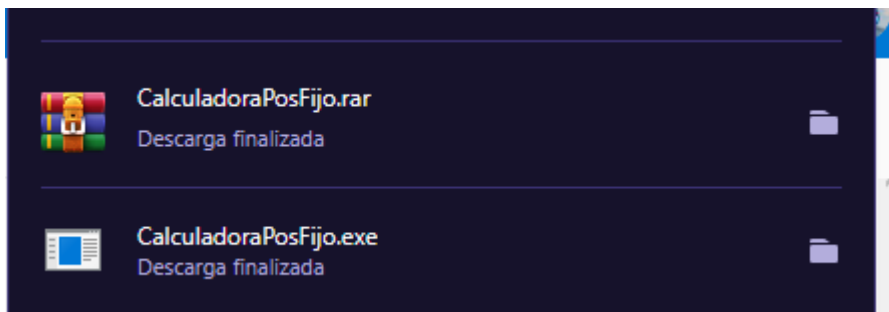 CalculadoraPosFijo.rar
Descarga finalizada
CalculadoraPosFijo.exe
Descarga finalizada